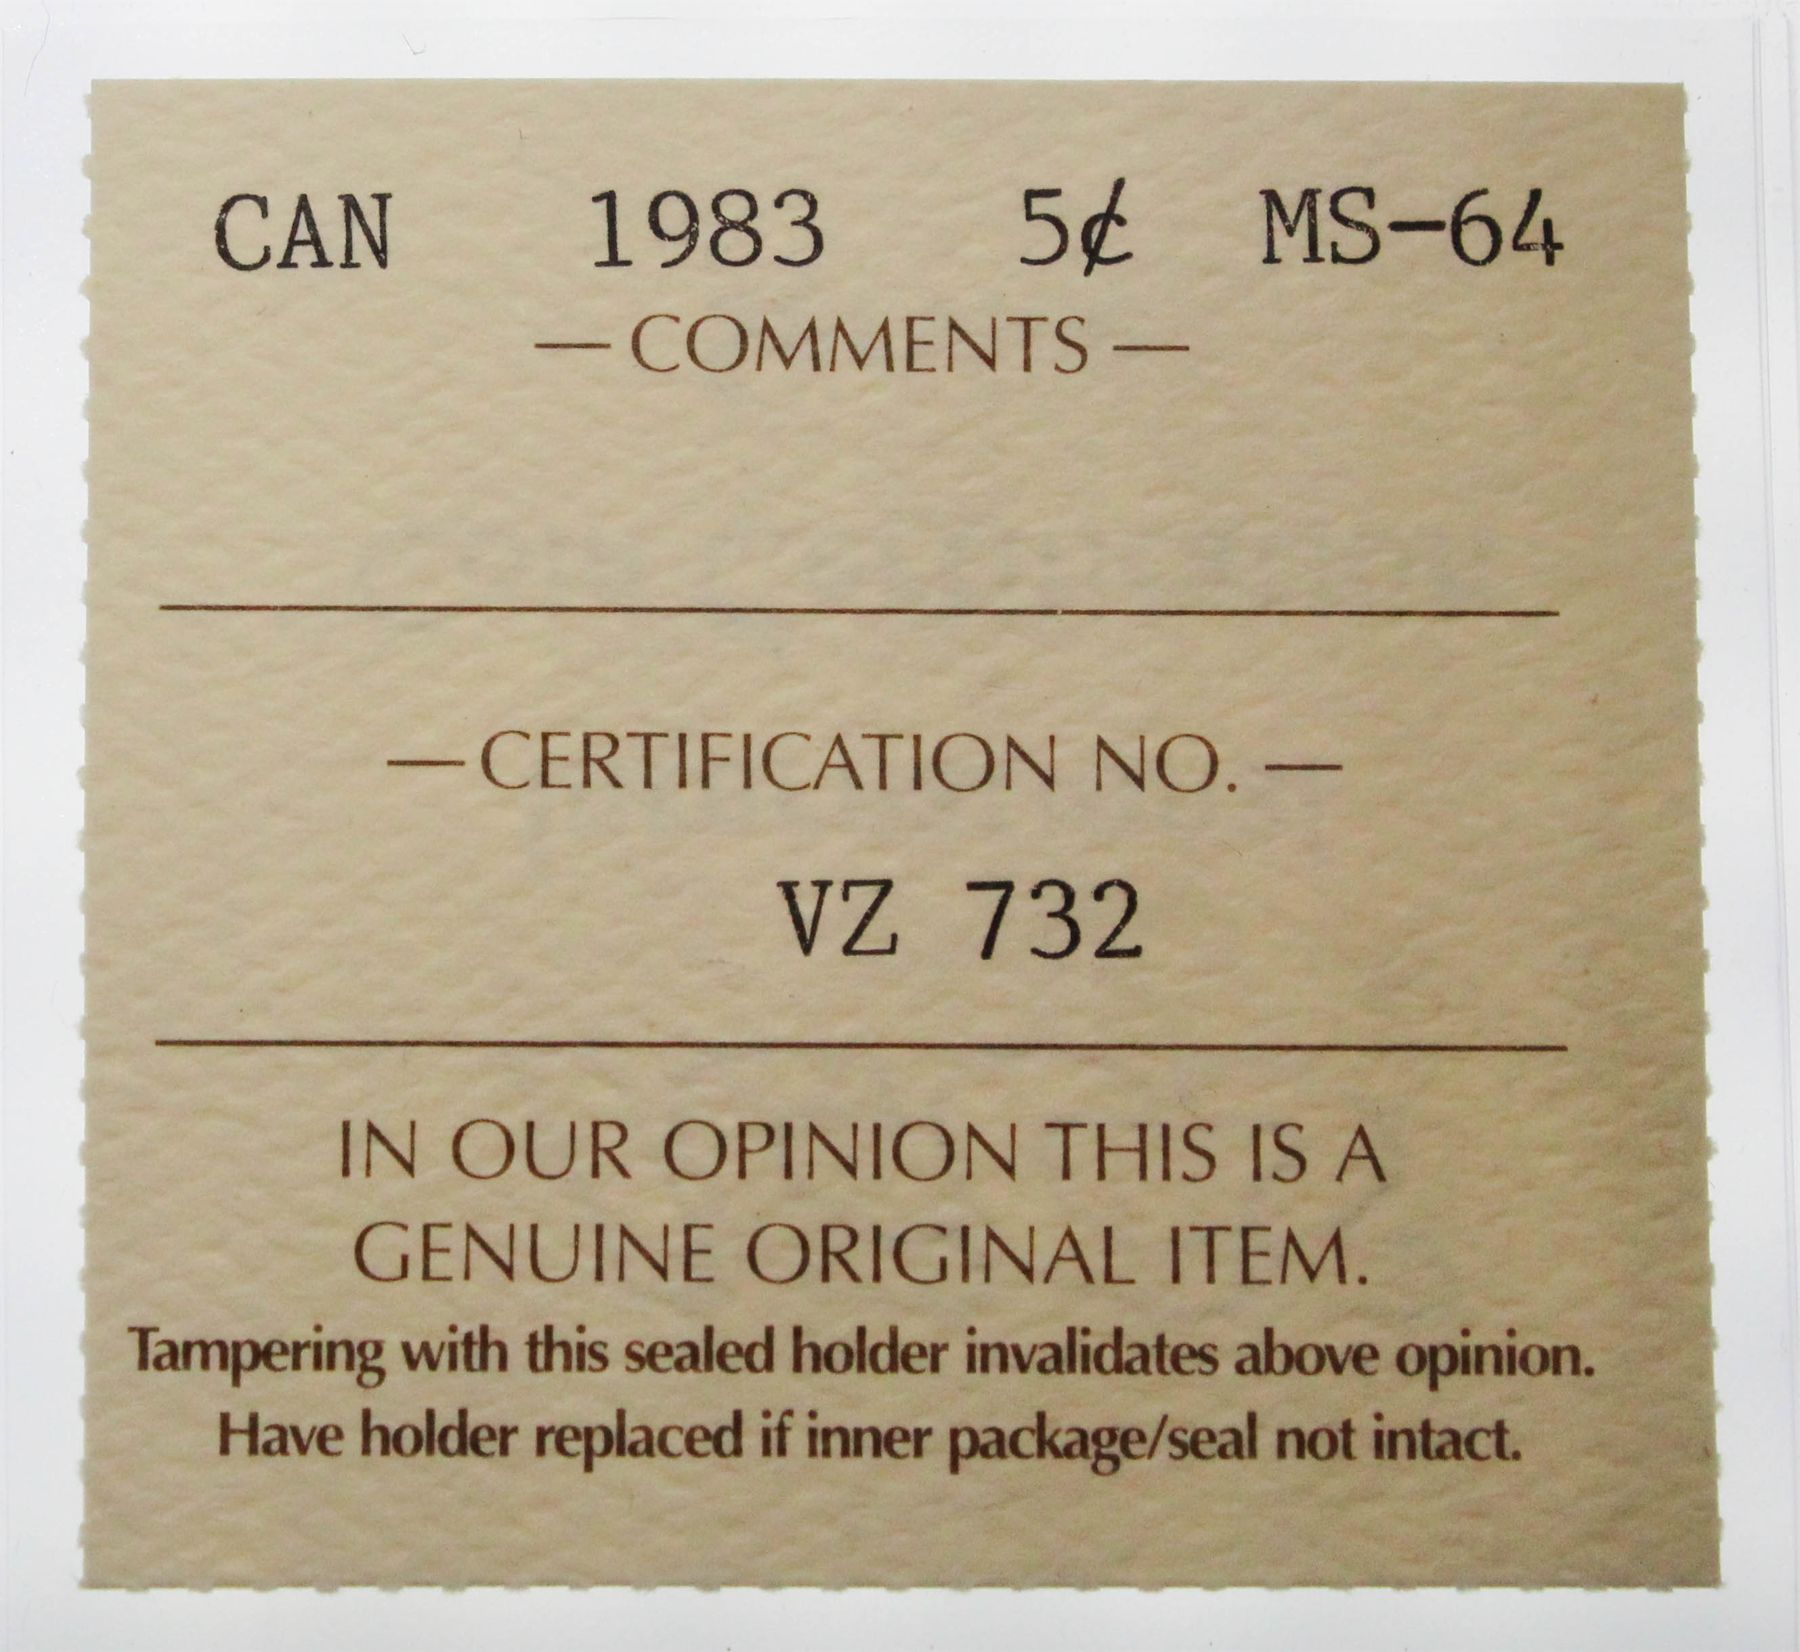 CAN 1983 5¢ MS-64
—COMMENTS—
—CERTIFICATION NO.—
VZ 732
IN OUR OPINION THIS IS A
GENUINE ORIGINAL ITEM.
Tampering with this sealed holder invalidates above opinion.
Have holder replaced if inner package/seal not intact.